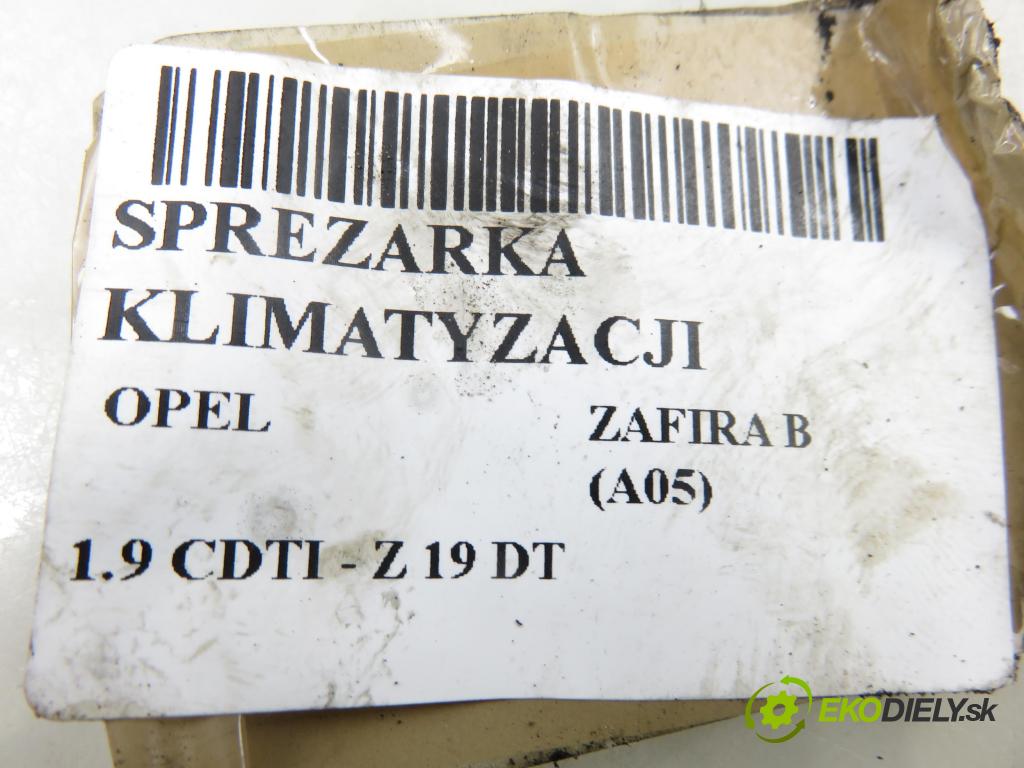 SPREZARKA
KLIMATYZACJI
OPEL ZAFIRA B
(A05)
1.9 CDTI - Z 19 DT
EKODIELY.sk